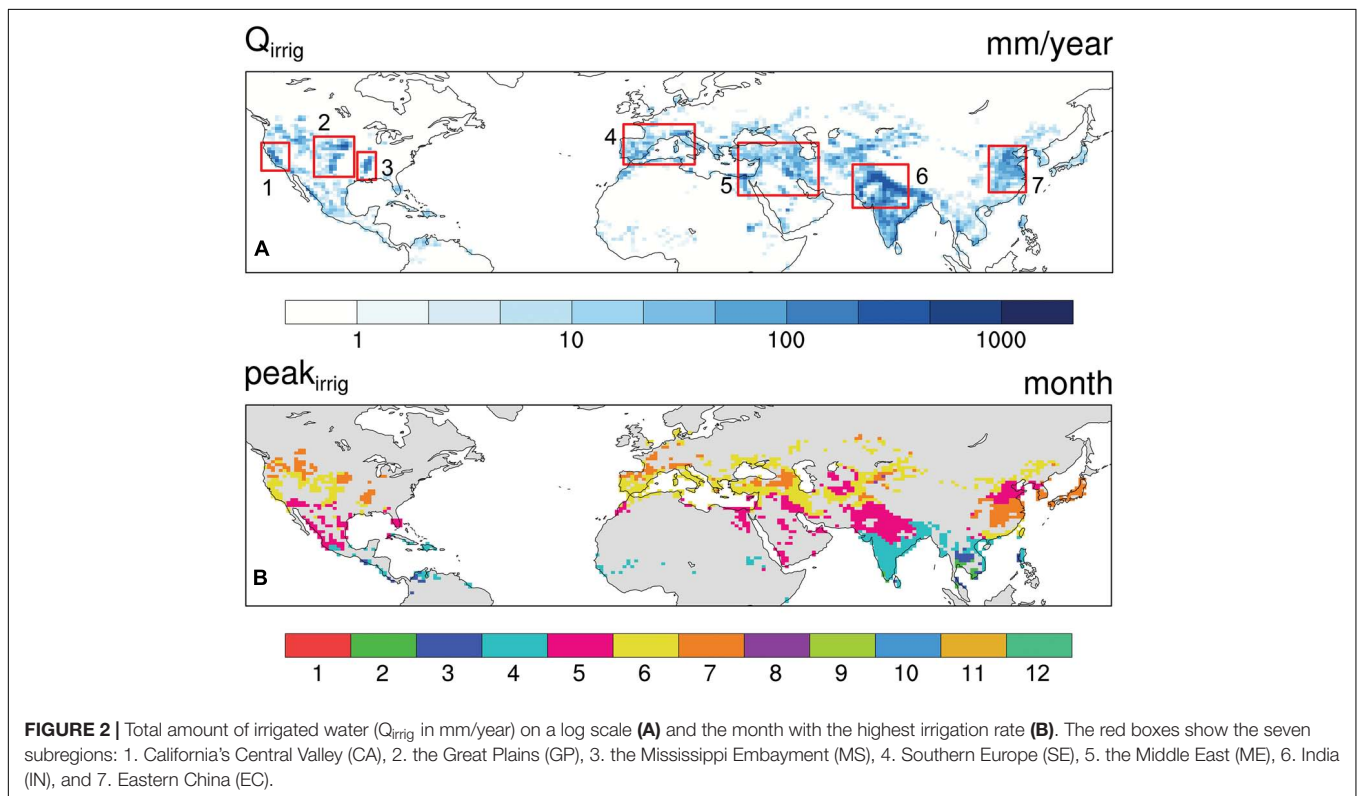 Qirrig mm/year
2
4
1
3
5
6
7
A
1 10 100 1000
peakirrig month
B
1 2 3 4 5 6 7 8 9 10 11 12
FIGURE 2 | Total amount of irrigated water (Qirrig in mm/year) on a log scale (A) and the month with the highest irrigation rate (B). The red boxes show the seven
subregions: 1. California's Central Valley (CA), 2. the Great Plains (GP), 3. the Mississippi Embayment (MS), 4. Southern Europe (SE), 5. the Middle East (ME), 6. India
(IN), and 7. Eastern China (EC).